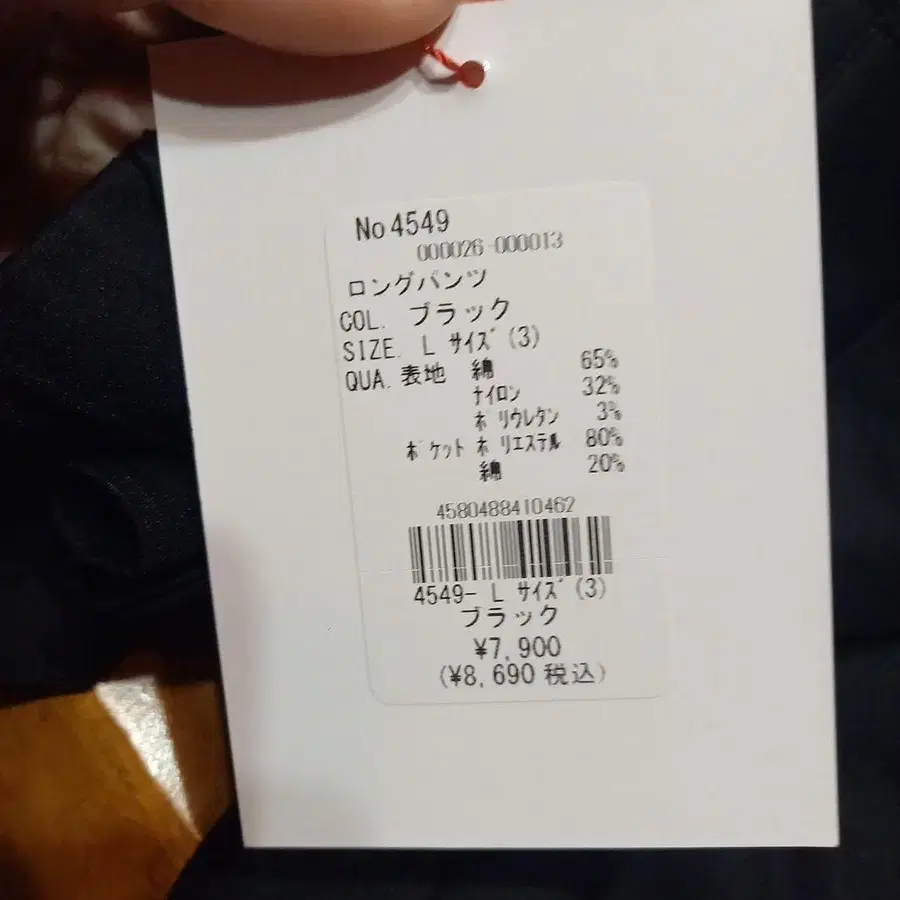 No4549
000026-000013
ロングパンツ
COL. ブラック
SIZE. L サイズ(3)
QUA. 表地 綿 65%
ナイロン 32%
ポリウレタン 3%
ポケット ポリエステル 80%
綿 20%
4580488410462
4549- L サイズ(3)
ブラック
¥7,900
(¥8,690 税込)